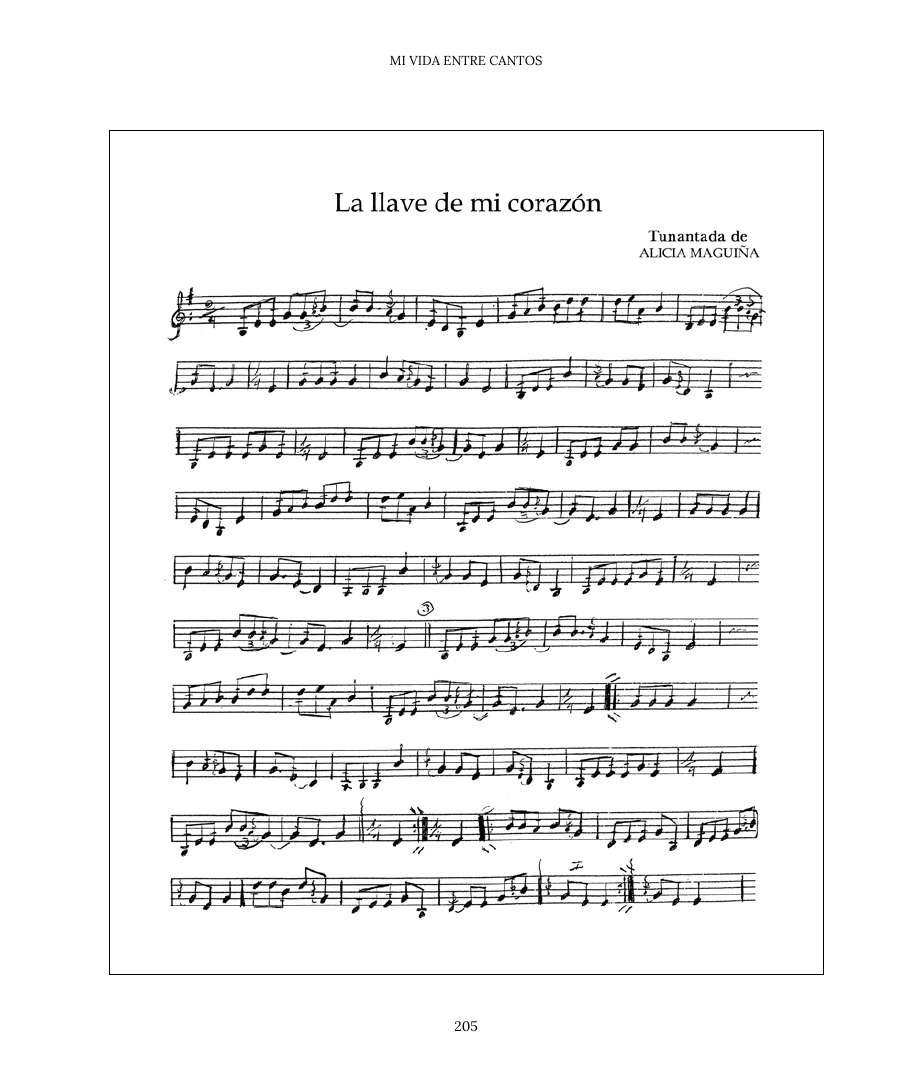 MI VIDA ENTRE CANTOS
La llave de mi corazón
Tunantada de
ALICIA MAGUIÑA
205